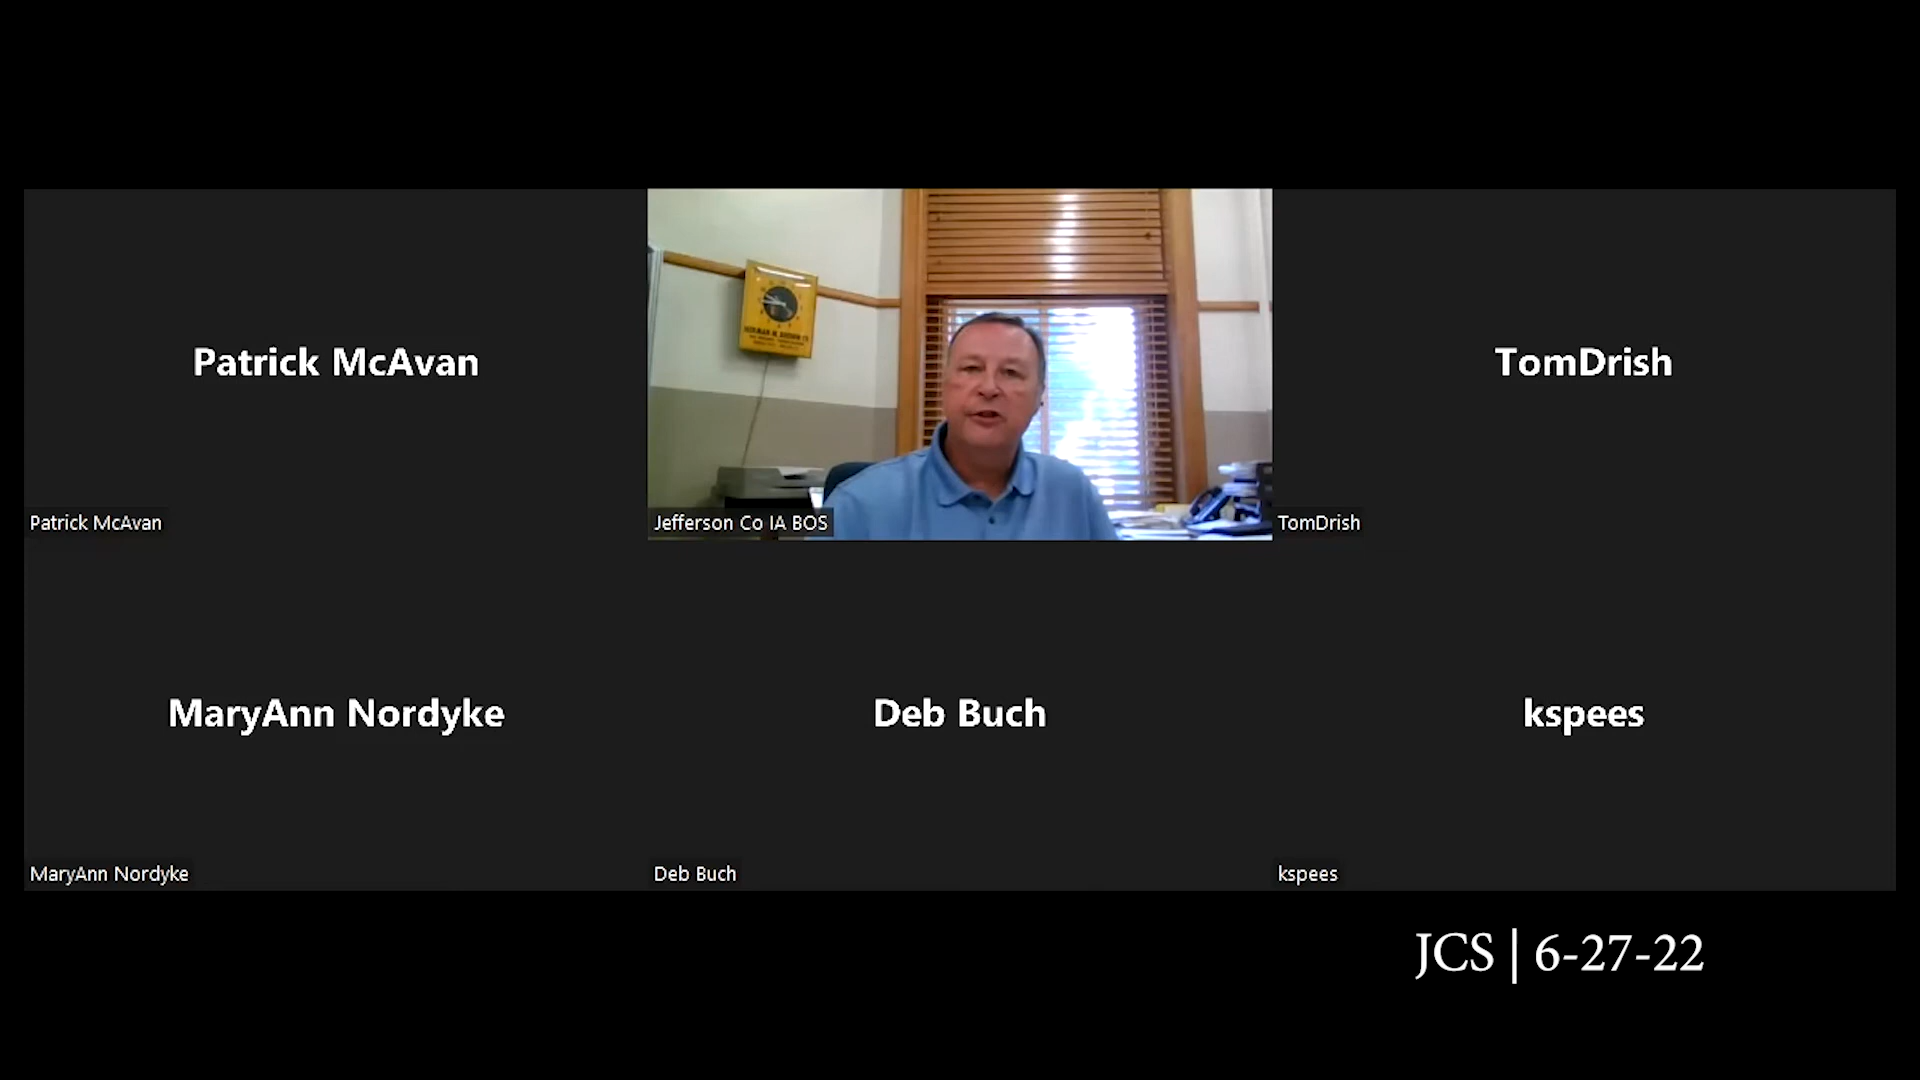 Patrick McAvan
TomDrish
Patrick McAvan
Jefferson Co IA BOS
TomDrish
MaryAnn Nordyke
Deb Buch
kspees
MaryAnn Nordyke
Deb Buch
kspees
JCS | 6-27-22